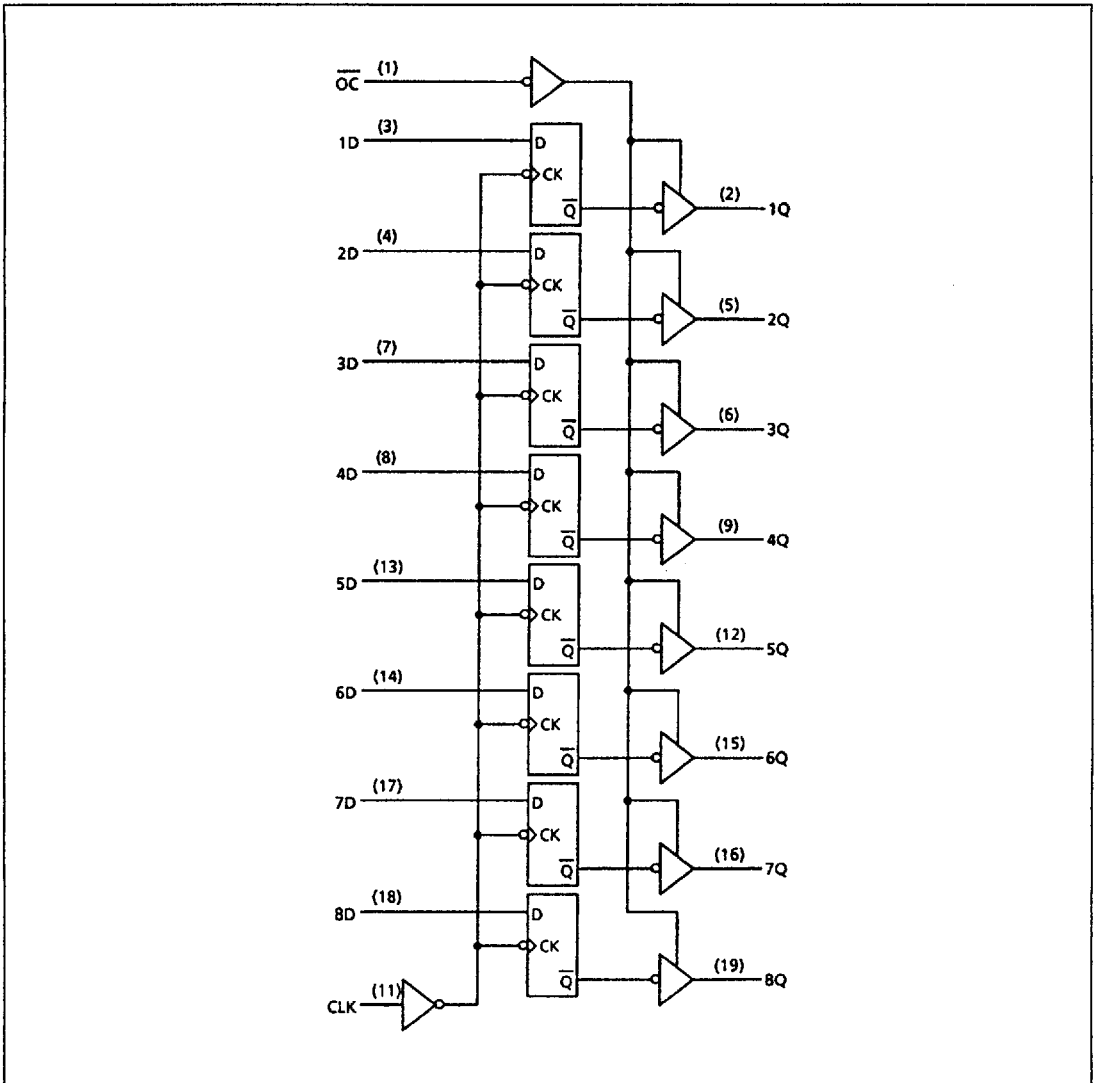 O̅C̅ (1)
1D (3) D
CK
Q̅ (2) 1Q
2D (4) D
CK
Q̅ (5) 2Q
3D (7) D
CK
Q̅ (6) 3Q
4D (8) D
CK
Q̅ (9) 4Q
5D (13) D
CK
Q̅ (12) 5Q
6D (14) D
CK
Q̅ (15) 6Q
7D (17) D
CK
Q̅ (16) 7Q
8D (18) D
CK
Q̅ (19) 8Q
CLK (11)